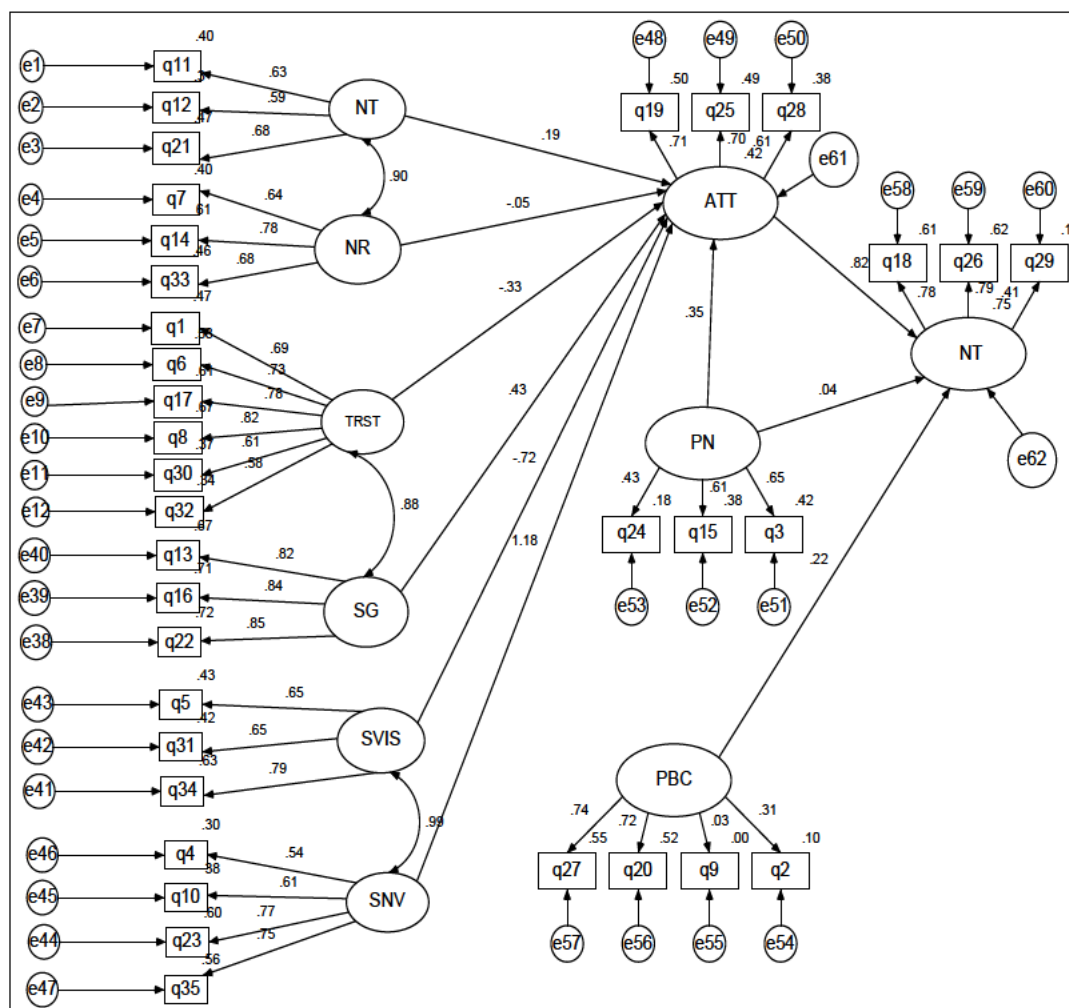 .40
e1 q11 .63
.3
e2 q12 .59 NT
.47
e3 q21 .68
.40
.90
e4 q7 .64
.61
e5 q14 .78 NR
.46
e6 q33 .68
.47
e7 q1 .69
e8 q6 .73
.61
e9 q17 .78 TRST
.67
e10 q8 .82
.37
e11 q30 .61
.34
e12 q32 .58
.67
.88
e40 q13 .82
.71
e39 q16 .84 SG
.72
e38 q22 .85
.43
e43 q5 .65
.42
e42 q31 .65 SVIS
.63
e41 q34 .79
.99
.30
e46 q4 .54
.38
e45 q10 .61 SNV
.60
e44 q23 .77
.56
e47 q35 .75
.19
-.05
-.33
.43
-.72
1.18
e48 e49 e50
.50 .49 .38
q19 q25 q28
.71 .70 .61
.42
e61
ATT
e58 e59 e60
.61 .62 .1
q18 q26 q29
.82 .78 .79 .41
.75
NT
.35
.04
e62
PN
.43 .61 .65
.18 .38 .42
q24 q15 q3
e53 e52 e51
.22
PBC
.74 .72 .03 .31
.55 .52 .00 .10
q27 q20 q9 q2
e57 e56 e55 e54